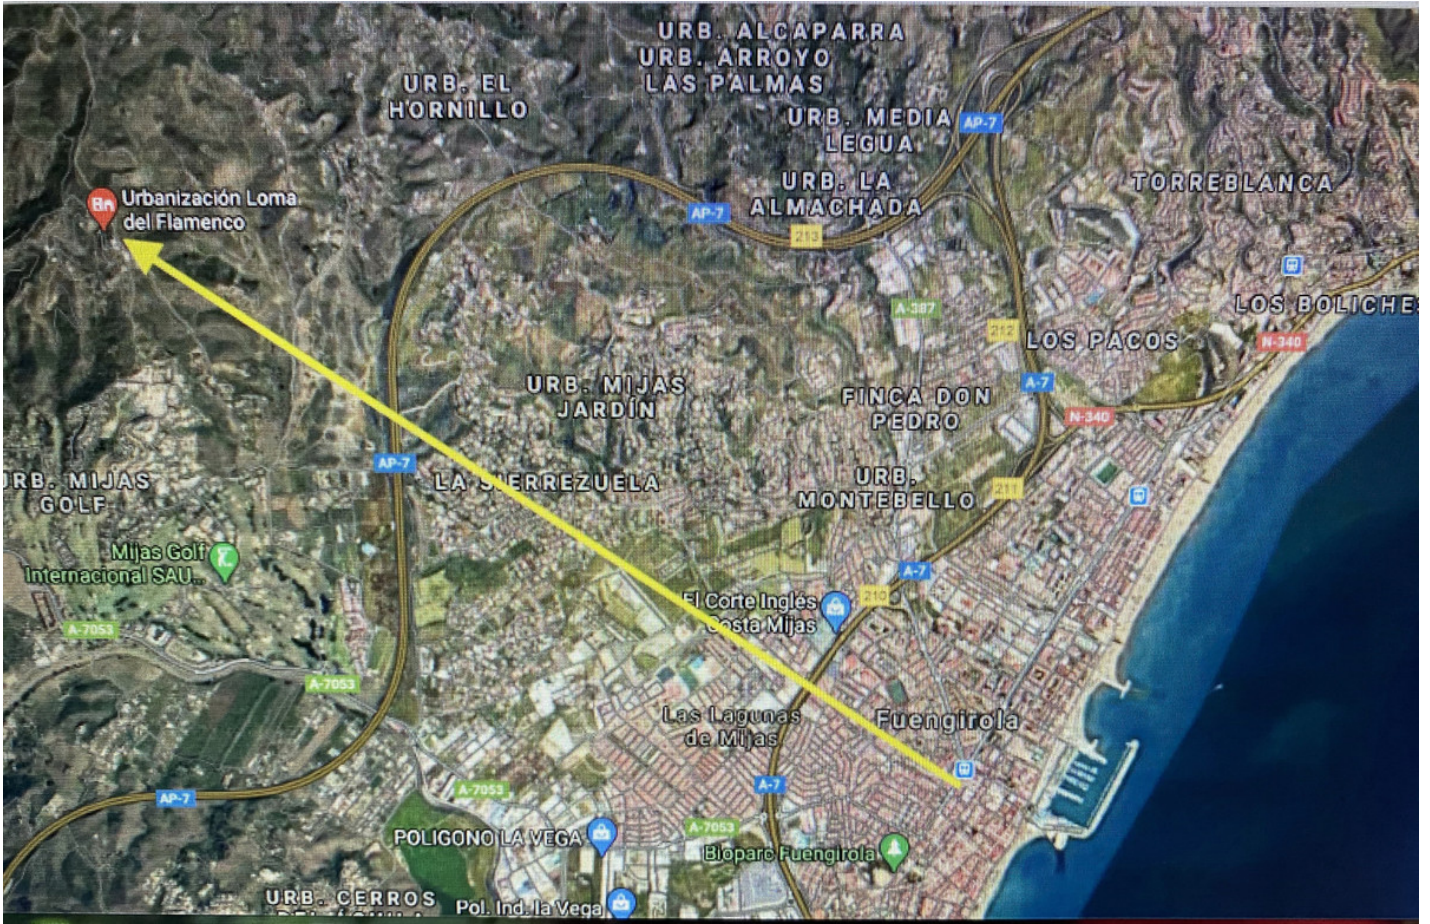 URB. ALCAPARRA
URB. ARROYO
LAS PALMAS
URB. EL
HORNILLO
URB. MEDIA
LEGUA
AP-7
URB. LA
ALMACHADA
TORREBLANCA
Urbanización Loma
del Flamenco
AP-7
213
A-387
212
LOS BOLICHES
LOS PACOS
N-340
A-7
URB. MIJAS
JARDÍN
FINCA DON
PEDRO
N-340
AP-7
LA SIERREZUELA
URB. MIJAS
GOLF
URB.
MONTEBELLO
211
Mijas Golf
Internacional SAU...
A-7
210
El Corte Inglés
Costa Mijas
A-7053
A-7053
Las Lagunas
de Mijas
Fuengirola
AP-7
A-7053
A-7
A-7053
POLIGONO LA VEGA
Bioparc Fuengirola
URB. CERROS
DEL ÁGUILA
Pol. Ind. la Vega